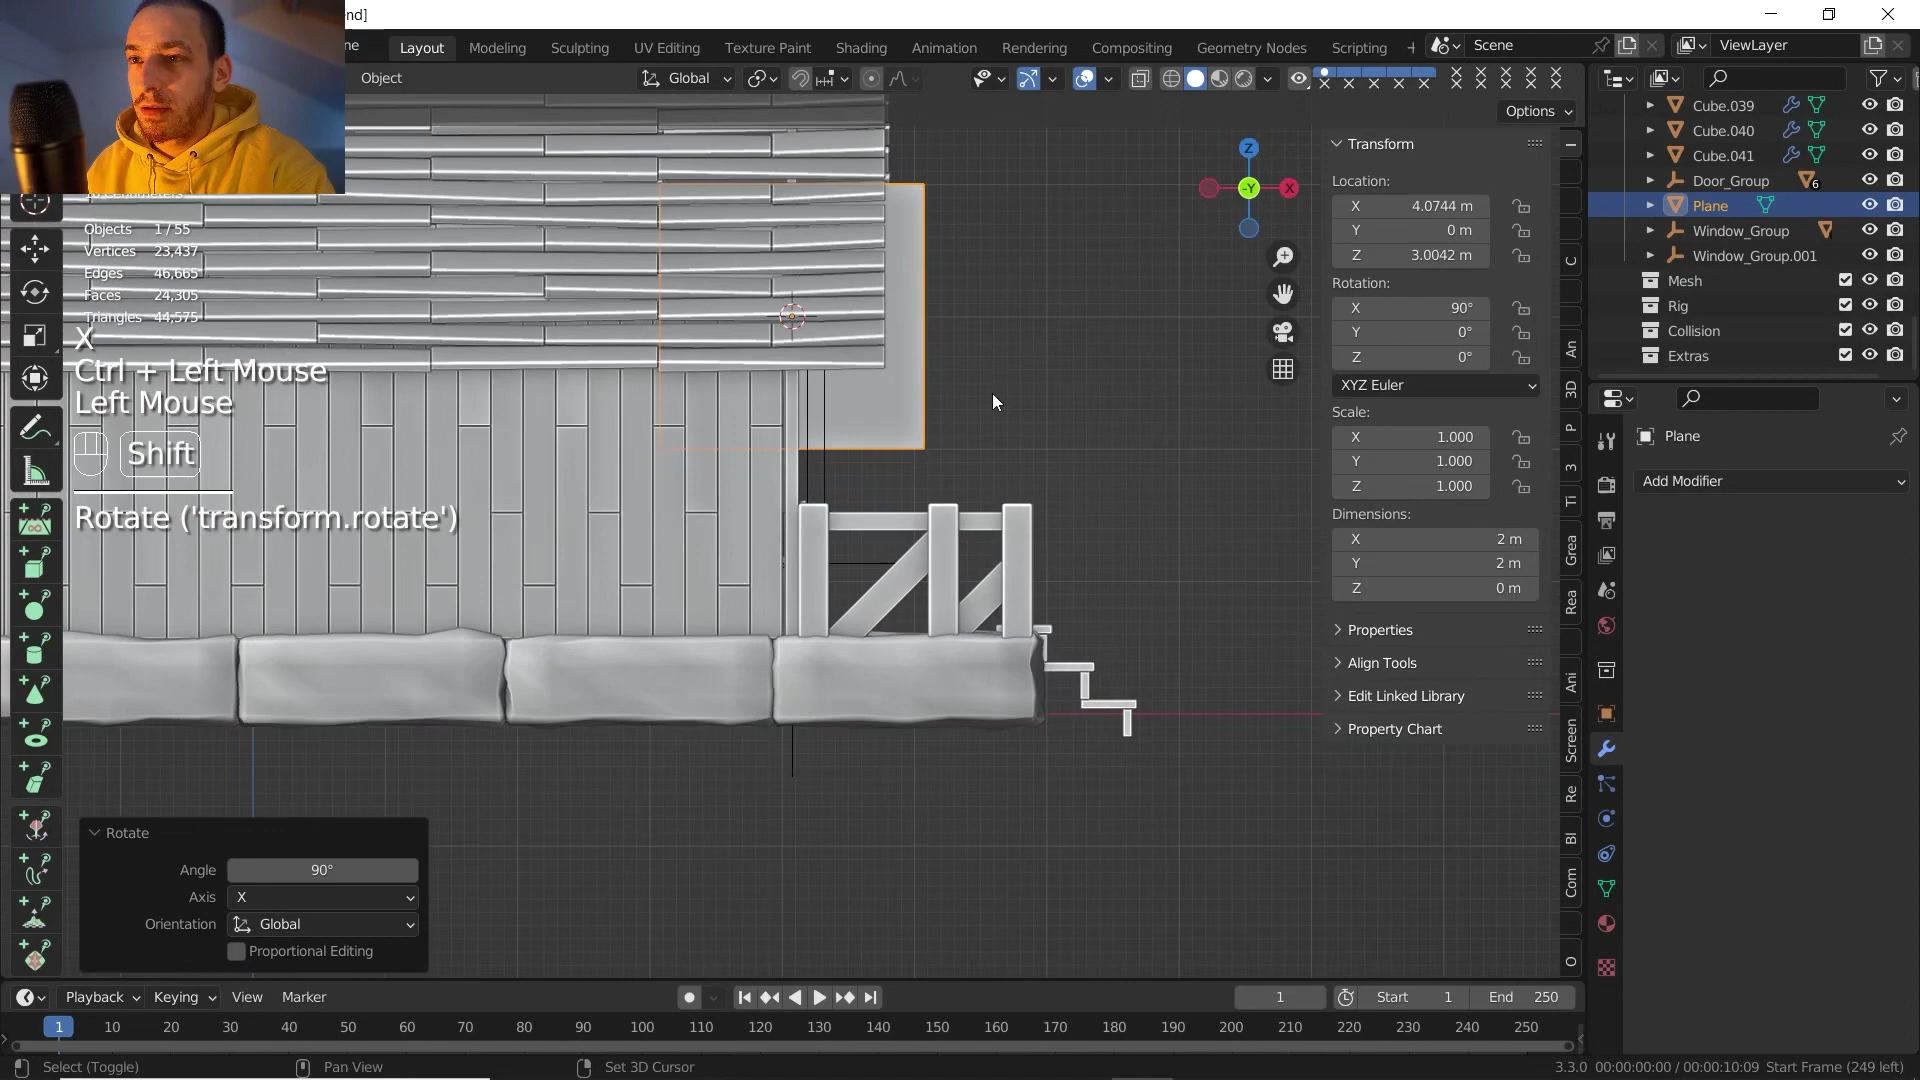 end]
ne
Layout
Modeling
Sculpting
UV Editing
Texture Paint
Shading
Animation
Rendering
Compositing
Geometry Nodes
Scripting
+
Scene
ViewLayer
Object
Global
Options
Objects 1 / 55
Vertices 23,437
Edges 46,665
Faces 24,305
Triangles 44,575
X
Ctrl + Left Mouse
Left Mouse
Shift
Rotate ('transform.rotate')
Z
-Y
X
Transform
Location:
X 4.0744 m
Y 0 m
Z 3.0042 m
Rotation:
X 90°
Y 0°
Z 0°
XYZ Euler
Scale:
X 1.000
Y 1.000
Z 1.000
Dimensions:
X 2 m
Y 2 m
Z 0 m
Properties
Align Tools
Edit Linked Library
Property Chart
C
An
3D
P
3
Ti
Grea
Rea
Ani
Screen
Re
Bl
Com
O
Cube.039
Cube.040
Cube.041
Door_Group 6
Plane
Window_Group
Window_Group.001
Mesh
Rig
Collision
Extras
Plane
Add Modifier
Rotate
Angle 90°
Axis X
Orientation Global
Proportional Editing
Playback
Keying
View
Marker
1
Start 1
End 250
1 10 20 30 40 50 60 70 80 90 100 110 120 130 140 150 160 170 180 190 200 210 220 230 240 250
Select (Toggle)
Pan View
Set 3D Cursor
3.3.0 00:00:00:00 / 00:00:10:09 Start Frame (249 left)